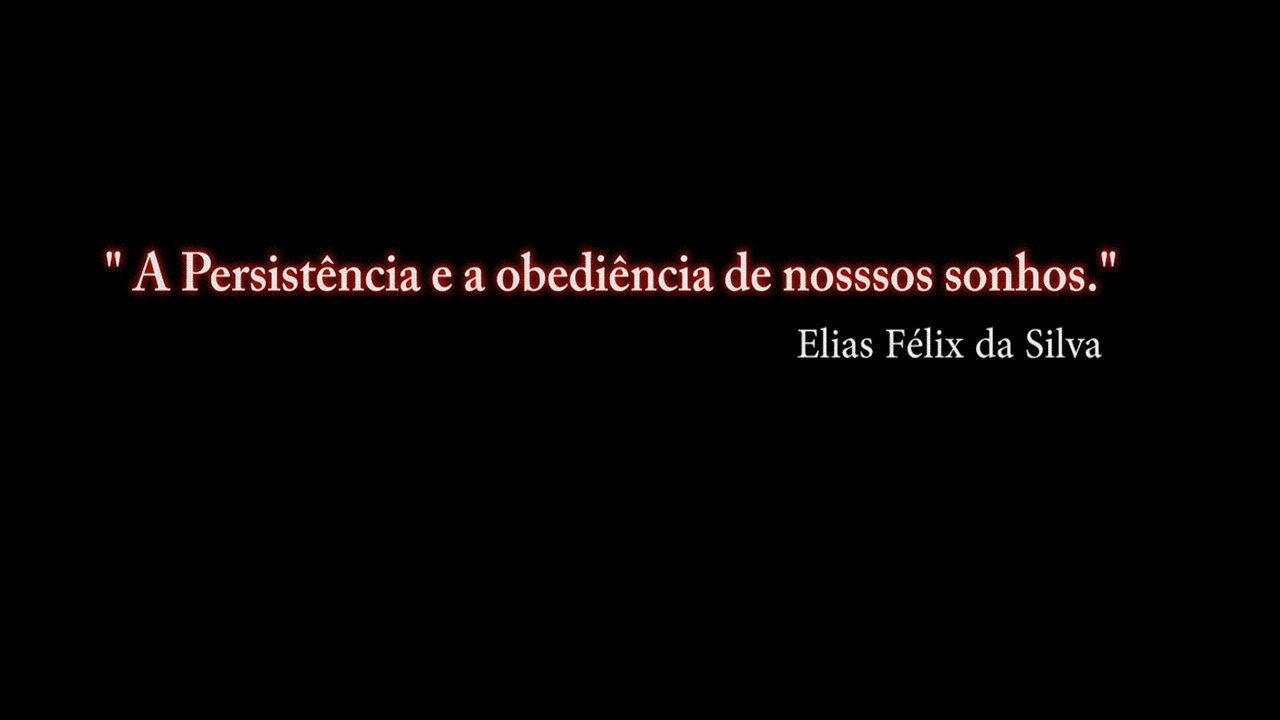 " A Persistência e a obediência de nosssos sonhos."
Elias Félix da Silva